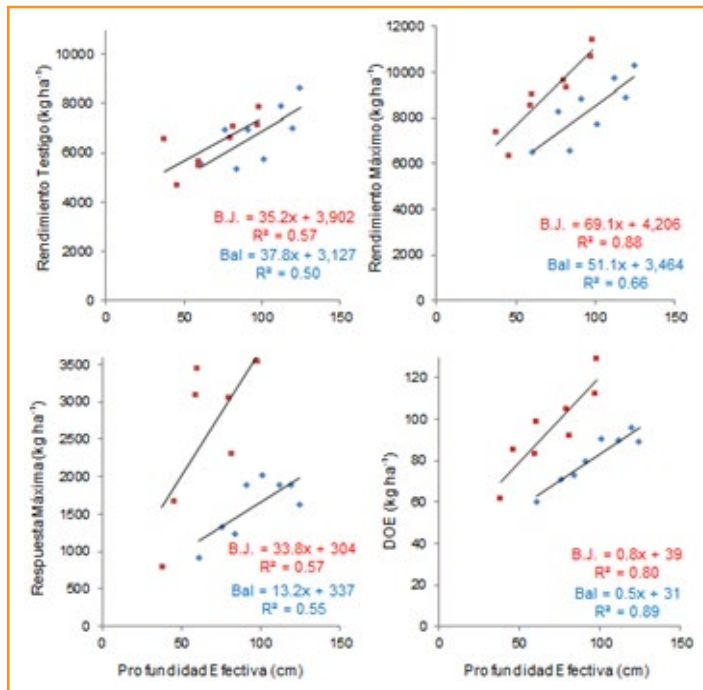 Rendimiento Testigo (kg ha⁻¹)
10000
8000
6000
4000
2000
0
0
50
100
150
B.J. = 35.2x + 3,902
R² = 0.57
Bal = 37.8x + 3,127
R² = 0.50
Rendimiento Máximo (kg ha⁻¹)
12000
10000
8000
6000
4000
2000
0
0
50
100
150
B.J. = 69.1x + 4,206
R² = 0.88
Bal = 51.1x + 3,464
R² = 0.66
Respuesta Máxima (kg ha⁻¹)
3500
3000
2500
2000
1500
1000
500
0
0
50
100
150
B.J. = 33.8x + 304
R² = 0.57
Bal = 13.2x + 337
R² = 0.55
Profundidad Efectiva (cm)
DOE (kg ha⁻¹)
120
100
80
60
40
20
0
0
50
100
150
B.J. = 0.8x + 39
R² = 0.80
Bal = 0.5x + 31
R² = 0.89
Profundidad Efectiva (cm)